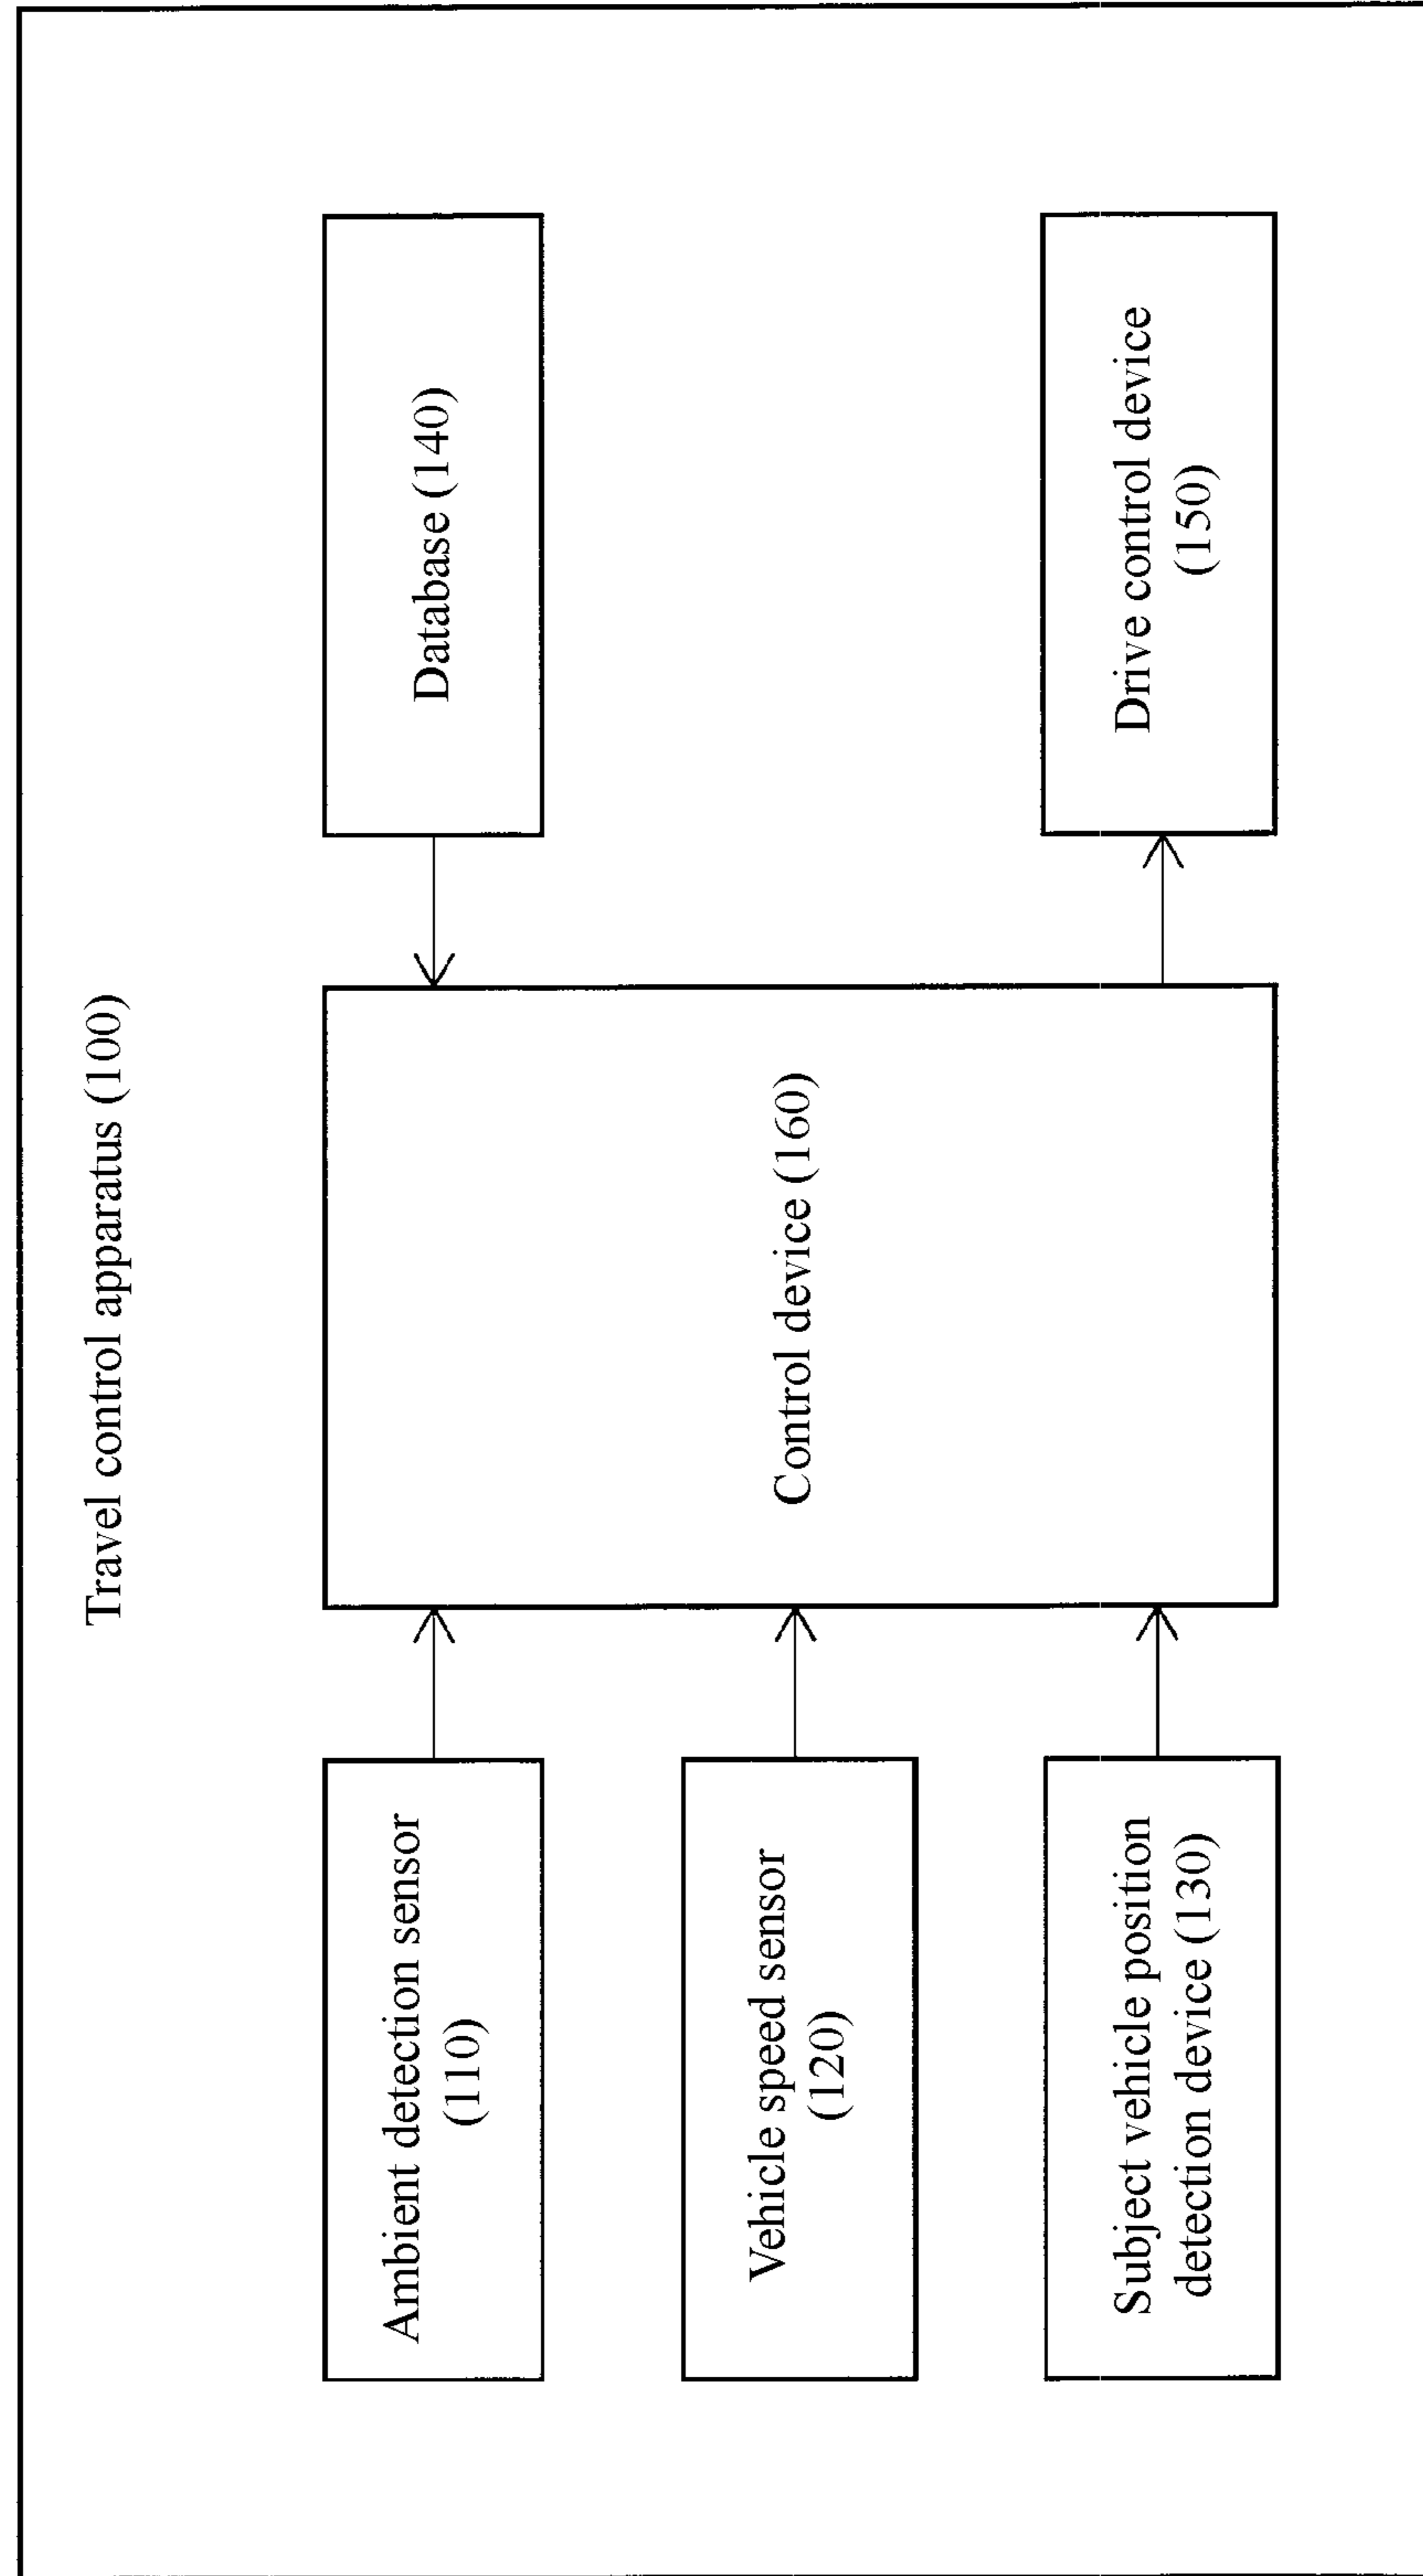 Travel control apparatus (100)
Ambient detection sensor
(110)
Vehicle speed sensor
(120)
Subject vehicle position
detection device (130)
Control device (160)
Database (140)
Drive control device
(150)